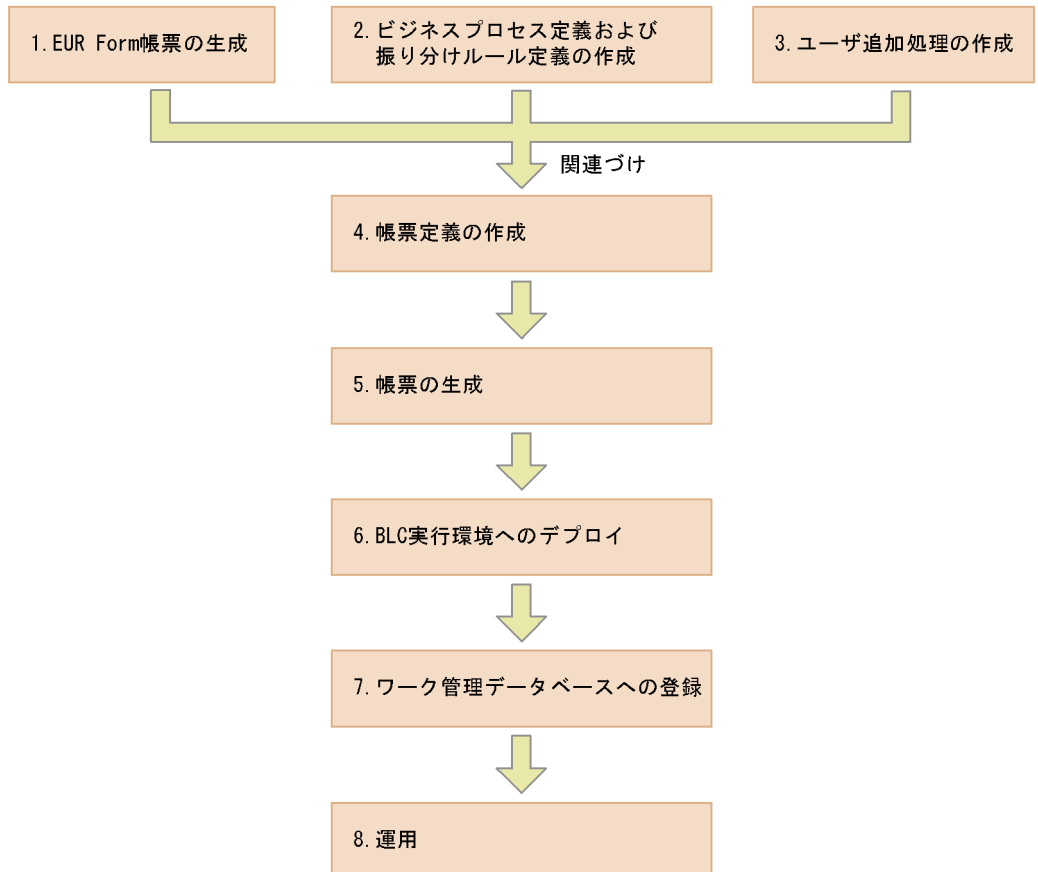 1.EUR Form帳票の生成
2.ビジネスプロセス定義および
振り分けルール定義の作成
3.ユーザ追加処理の作成
関連づけ
4.帳票定義の作成
5.帳票の生成
6.BLC実行環境へのデプロイ
7.ワーク管理データベースへの登録
8.運用